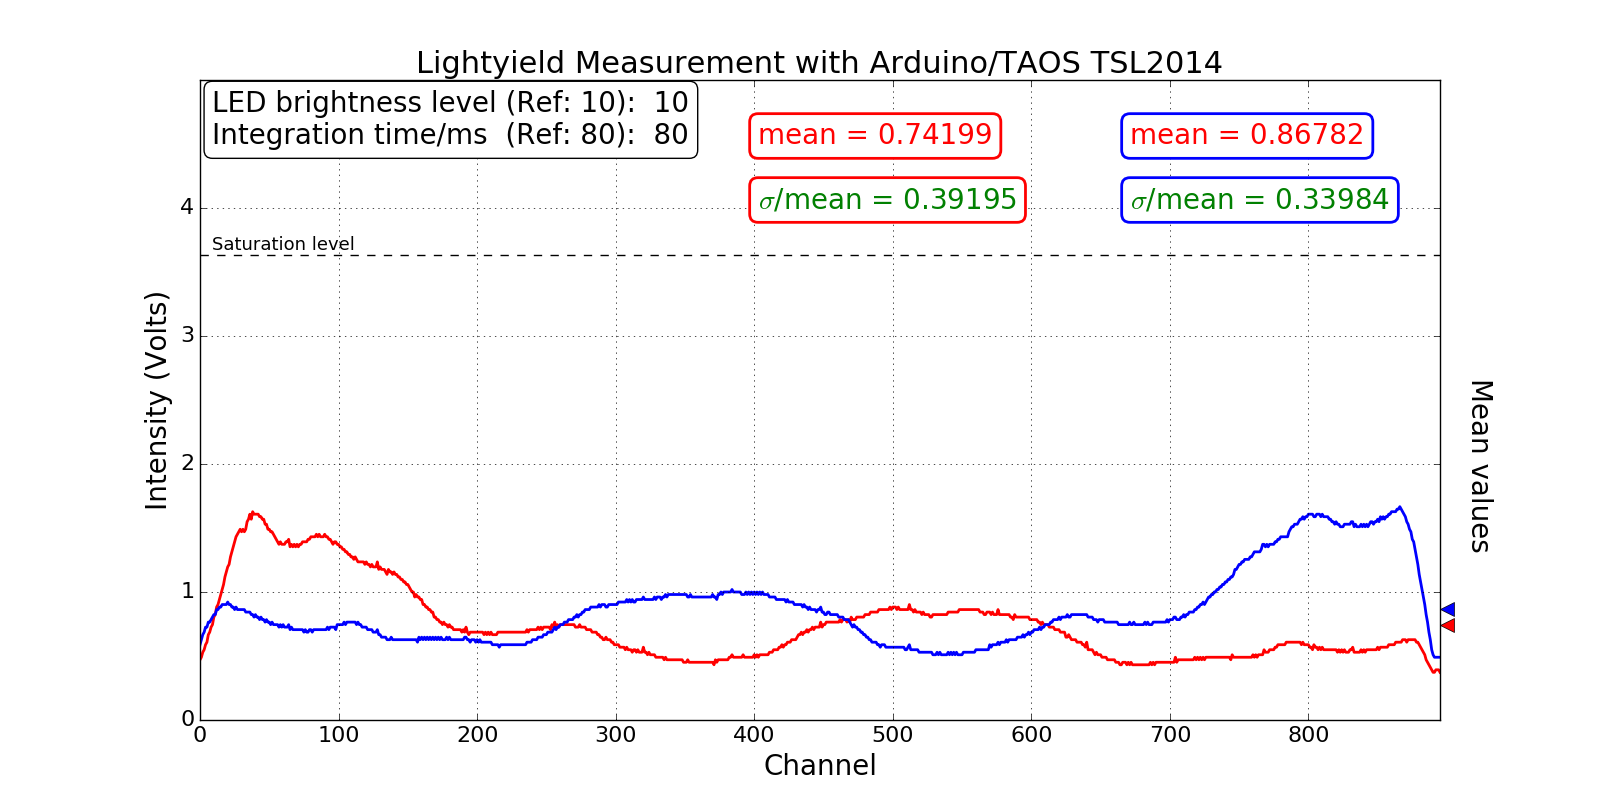 Lightyield Measurement with Arduino/TAOS TSL2014
LED brightness level (Ref: 10):  10
Integration time/ms  (Ref: 80):  80
mean = 0.74199
mean = 0.86782
σ/mean = 0.39195
σ/mean = 0.33984
Saturation level
4
3
2
1
0
Intensity (Volts)
Mean values
0 100 200 300 400 500 600 700 800
Channel